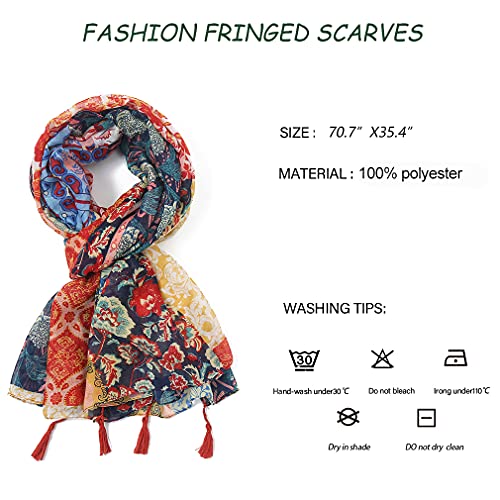 FASHION FRINGED SCARVES
SIZE : 70.7" X35.4"
MATERIAL : 100% polyester
WASHING TIPS:
30
Hand-wash under30℃ Do not bleach Irong under110℃
Dry in shade DO not dry clean